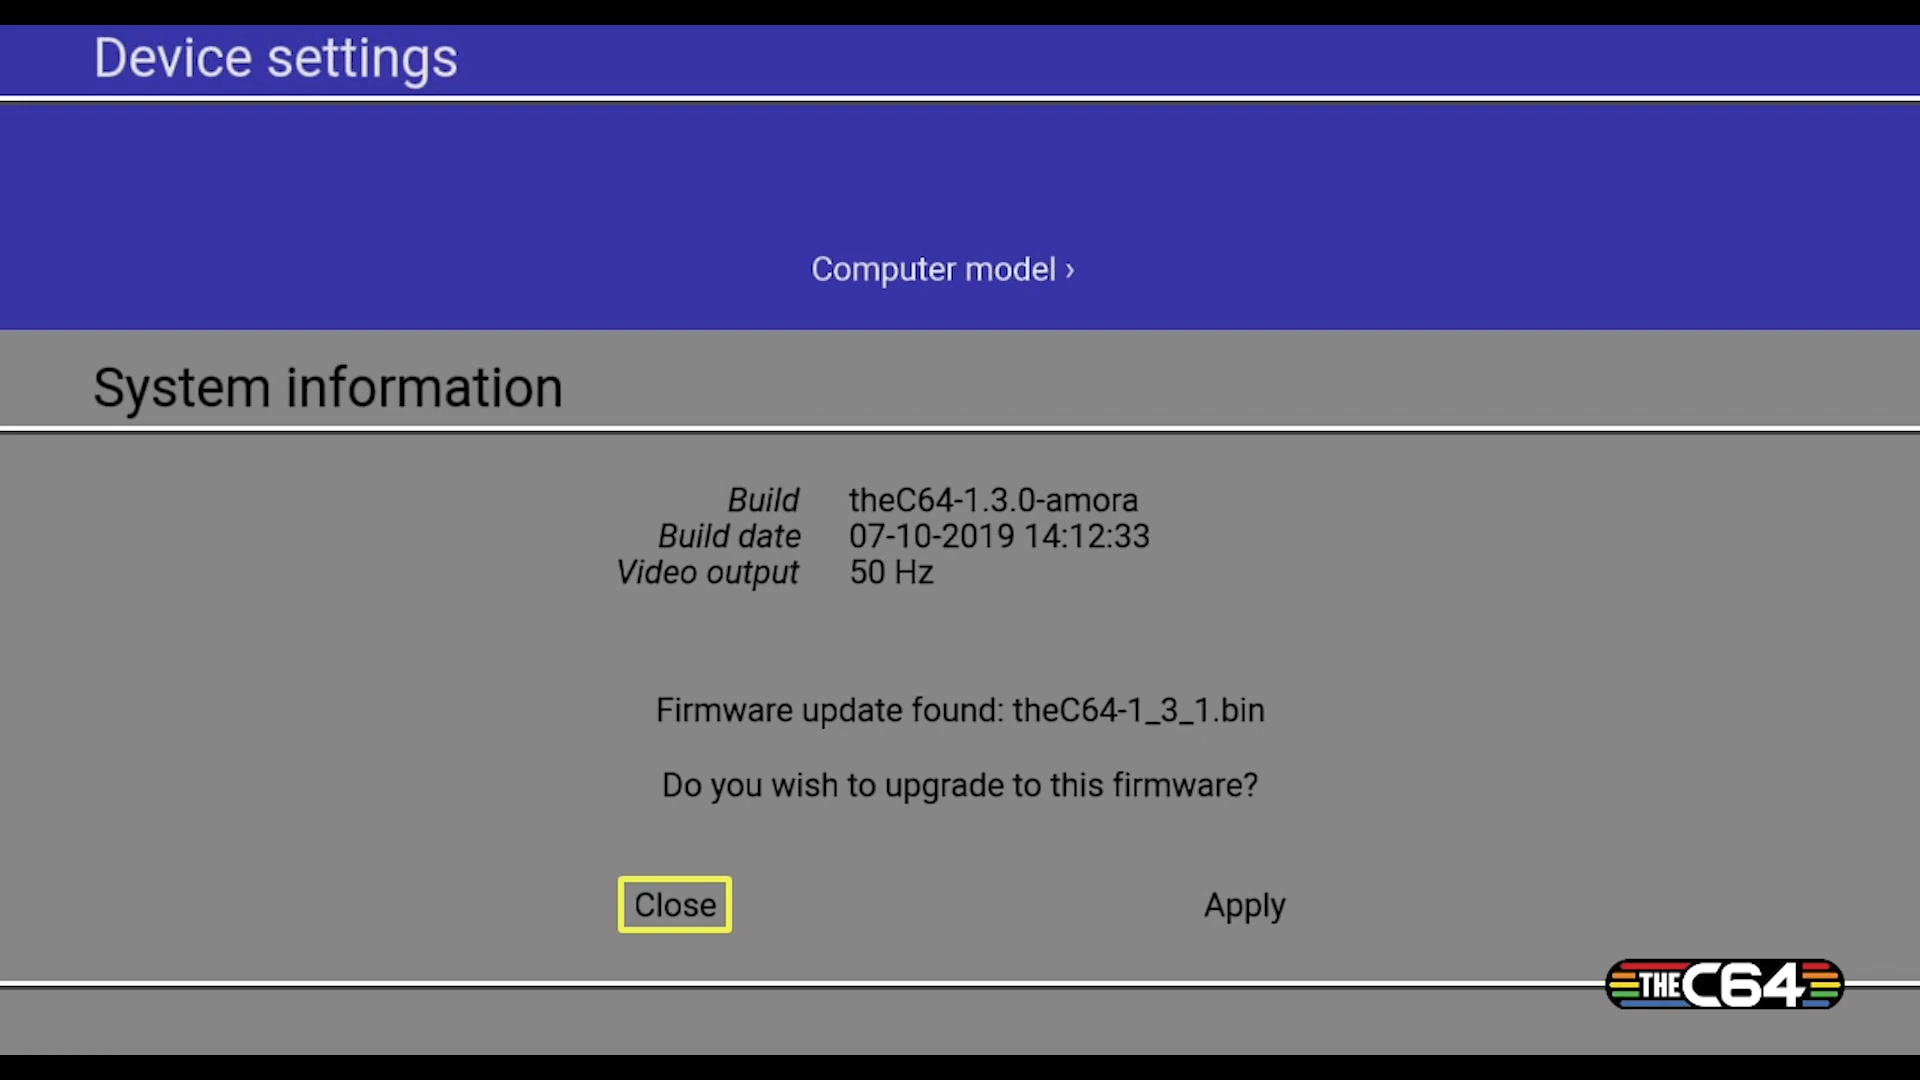 Device settings
Computer model ›
System information
Build theC64-1.3.0-amora
Build date 07-10-2019 14:12:33
Video output 50 Hz
Firmware update found: theC64-1_3_1.bin
Do you wish to upgrade to this firmware?
Close Apply
THEC64